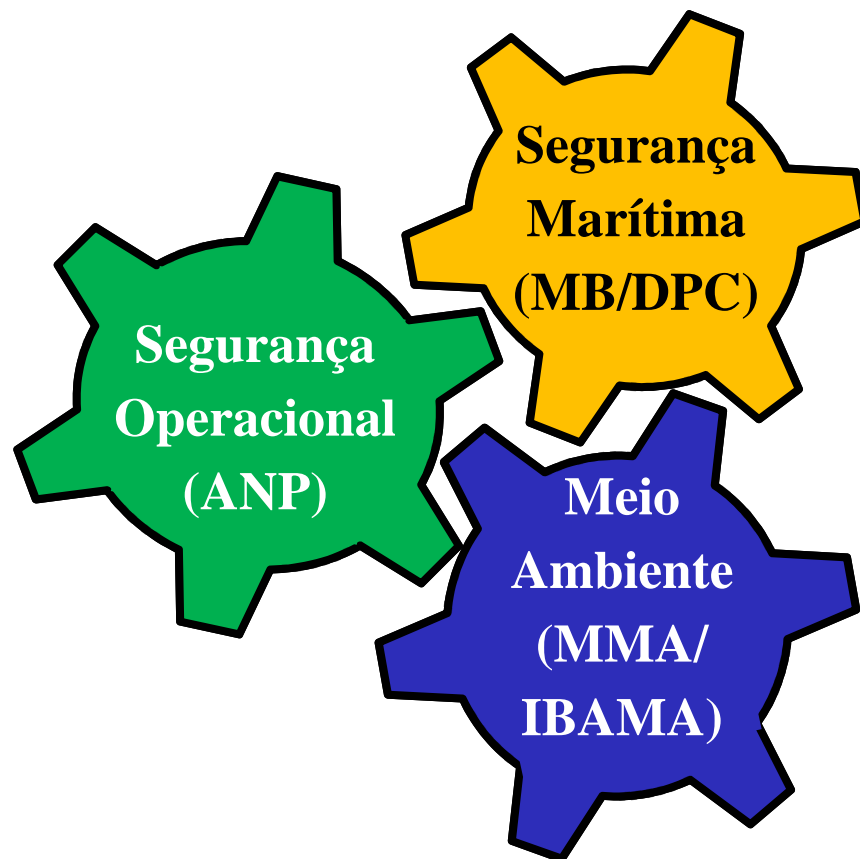 Segurança
Marítima
(MB/DPC)
Segurança
Operacional
(ANP)
Meio
Ambiente
(MMA/
IBAMA)